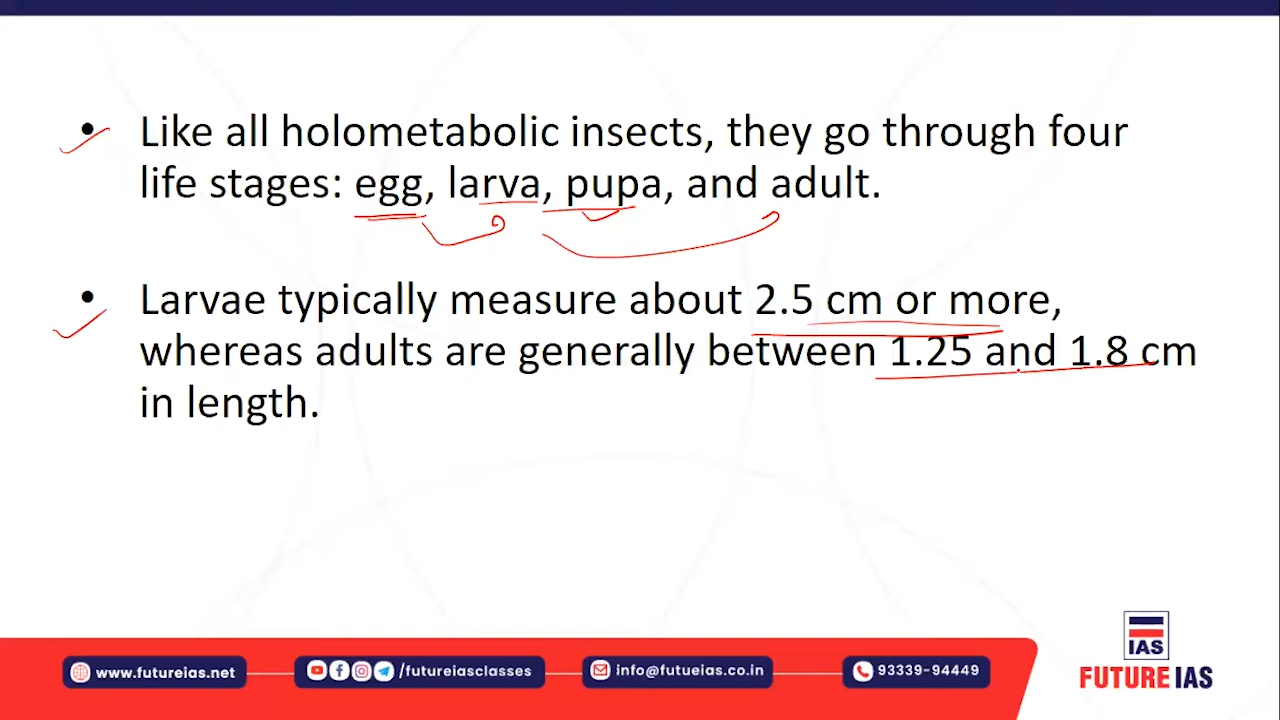 • Like all holometabolic insects, they go through four
life stages: egg, larva, pupa, and adult.
• Larvae typically measure about 2.5 cm or more,
whereas adults are generally between 1.25 and 1.8 cm
in length.
IAS
www.futureias.net
/futureiasclasses
info@futueias.co.in
93339-94449
FUTURE IAS